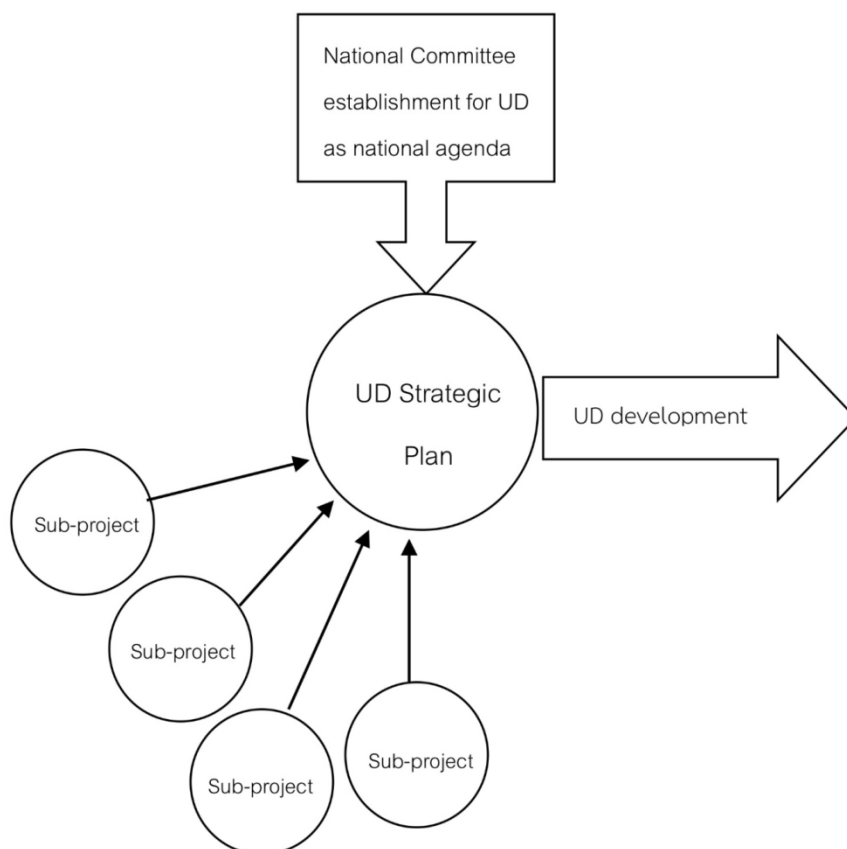 National Committee
establishment for UD
as national agenda
UD Strategic
Plan
UD development
Sub-project
Sub-project
Sub-project
Sub-project